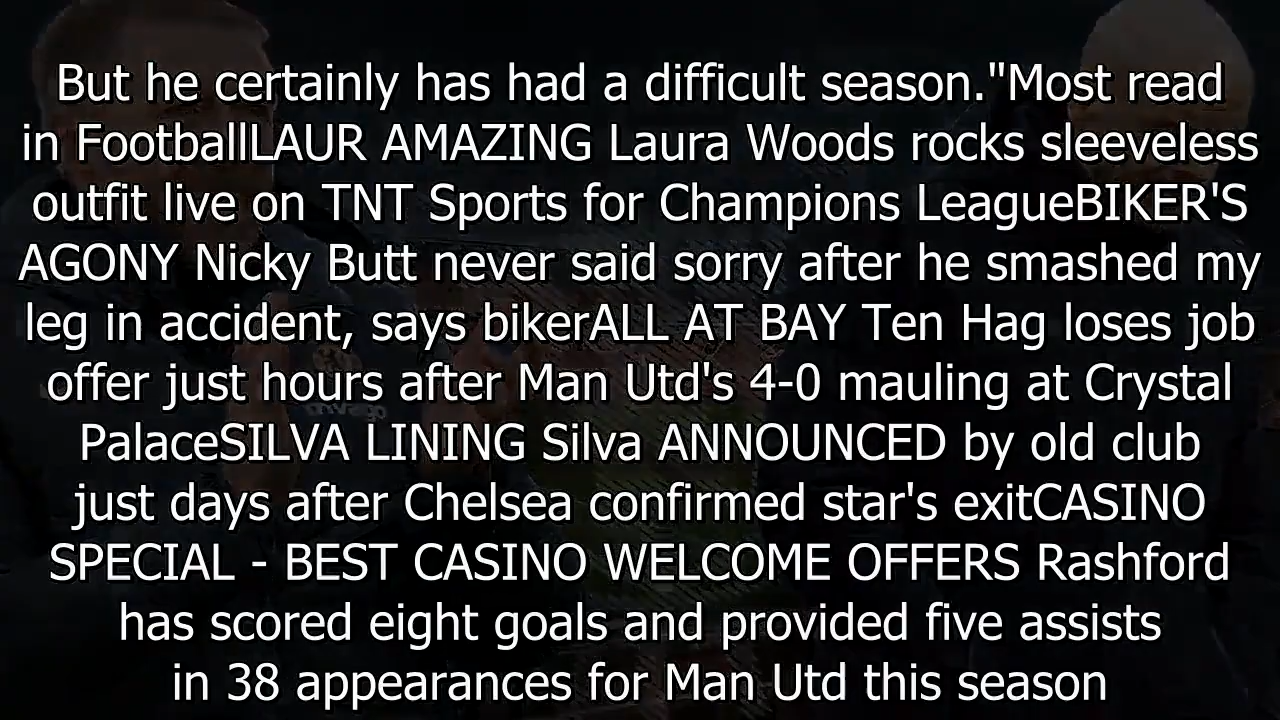 But he certainly has had a difficult season."Most read
in FootballLAUR AMAZING Laura Woods rocks sleeveless
outfit live on TNT Sports for Champions LeagueBIKER'S
AGONY Nicky Butt never said sorry after he smashed my
leg in accident, says bikerALL AT BAY Ten Hag loses job
offer just hours after Man Utd's 4-0 mauling at Crystal
PalaceSILVA LINING Silva ANNOUNCED by old club
just days after Chelsea confirmed star's exitCASINO
SPECIAL - BEST CASINO WELCOME OFFERS Rashford
has scored eight goals and provided five assists
in 38 appearances for Man Utd this season